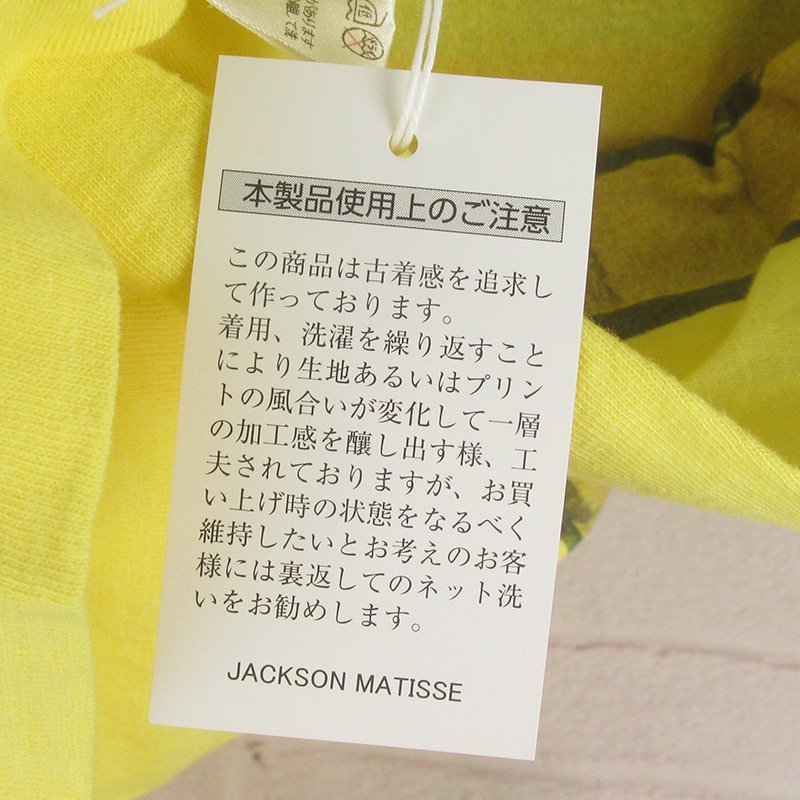 本製品使用上のご注意
この商品は古着感を追求し
て作っております。
着用、洗濯を繰り返すこと
により生地あるいはプリン
トの風合いが変化して一層
の加工感を醸し出す様、工
夫されておりますが、お買
い上げ時の状態をなるべく
維持したいとお考えのお客
様には裏返してのネット洗
いをお勧めします。
JACKSON MATISSE